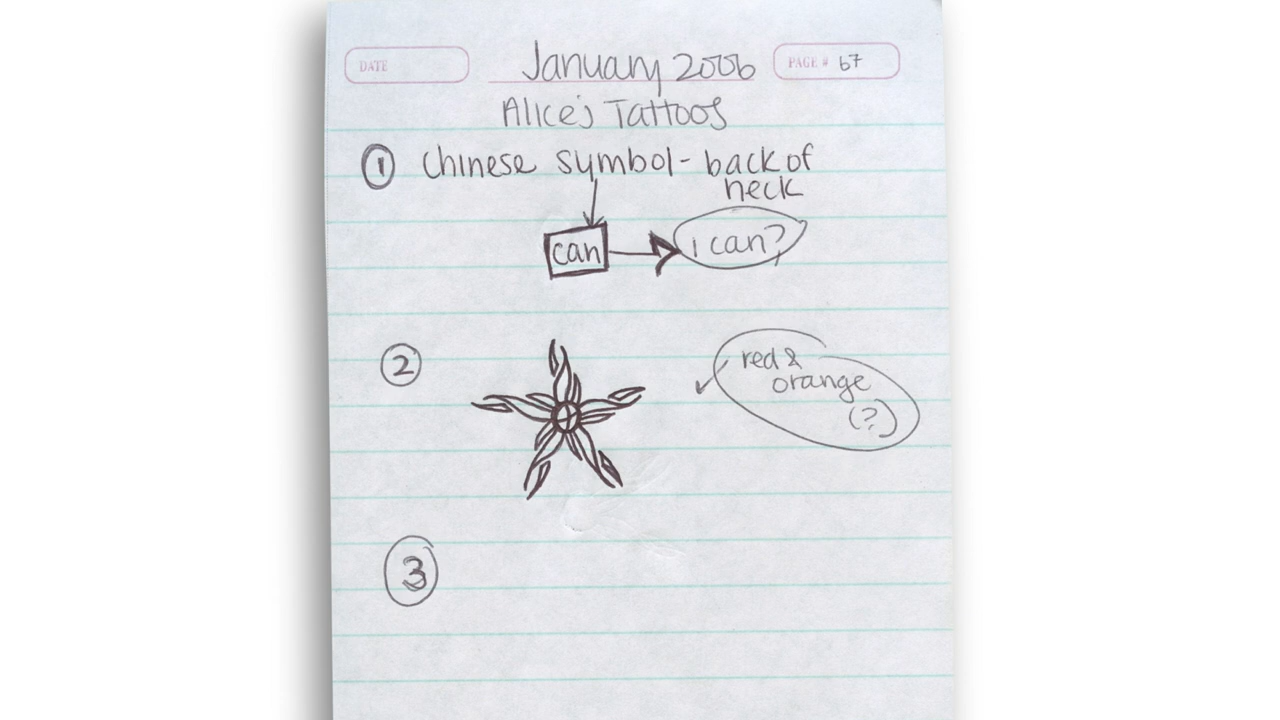 DATE
January 2006
PAGE # 67
Alice's Tattoos
① Chinese symbol - back of
neck
can
i can?
②
red &
orange
(?)
③